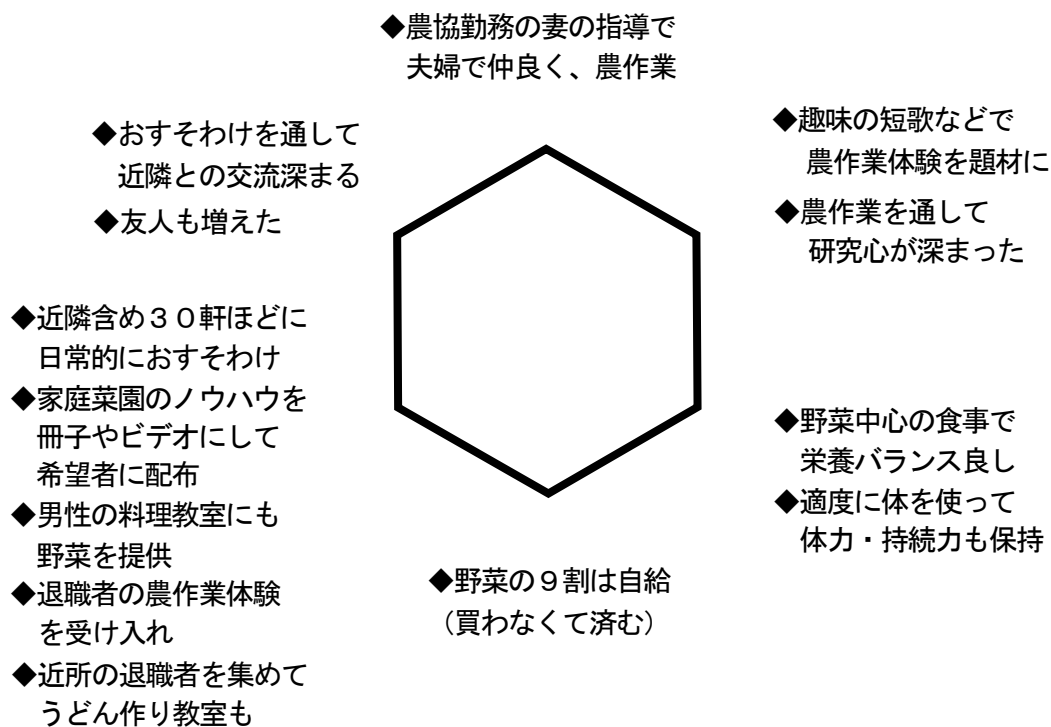 ◆農協勤務の妻の指導で
夫婦で仲良く、農作業
◆おすそわけを通して
近隣との交流深まる
◆友人も増えた
◆趣味の短歌などで
農作業体験を題材に
◆農作業を通して
研究心が深まった
◆近隣含め３０軒ほどに
日常的におすそわけ
◆家庭菜園のノウハウを
冊子やビデオにして
希望者に配布
◆男性の料理教室にも
野菜を提供
◆退職者の農作業体験
を受け入れ
◆近所の退職者を集めて
うどん作り教室も
◆野菜中心の食事で
栄養バランス良し
◆適度に体を使って
体力・持続力も保持
◆野菜の９割は自給
（買わなくて済む）